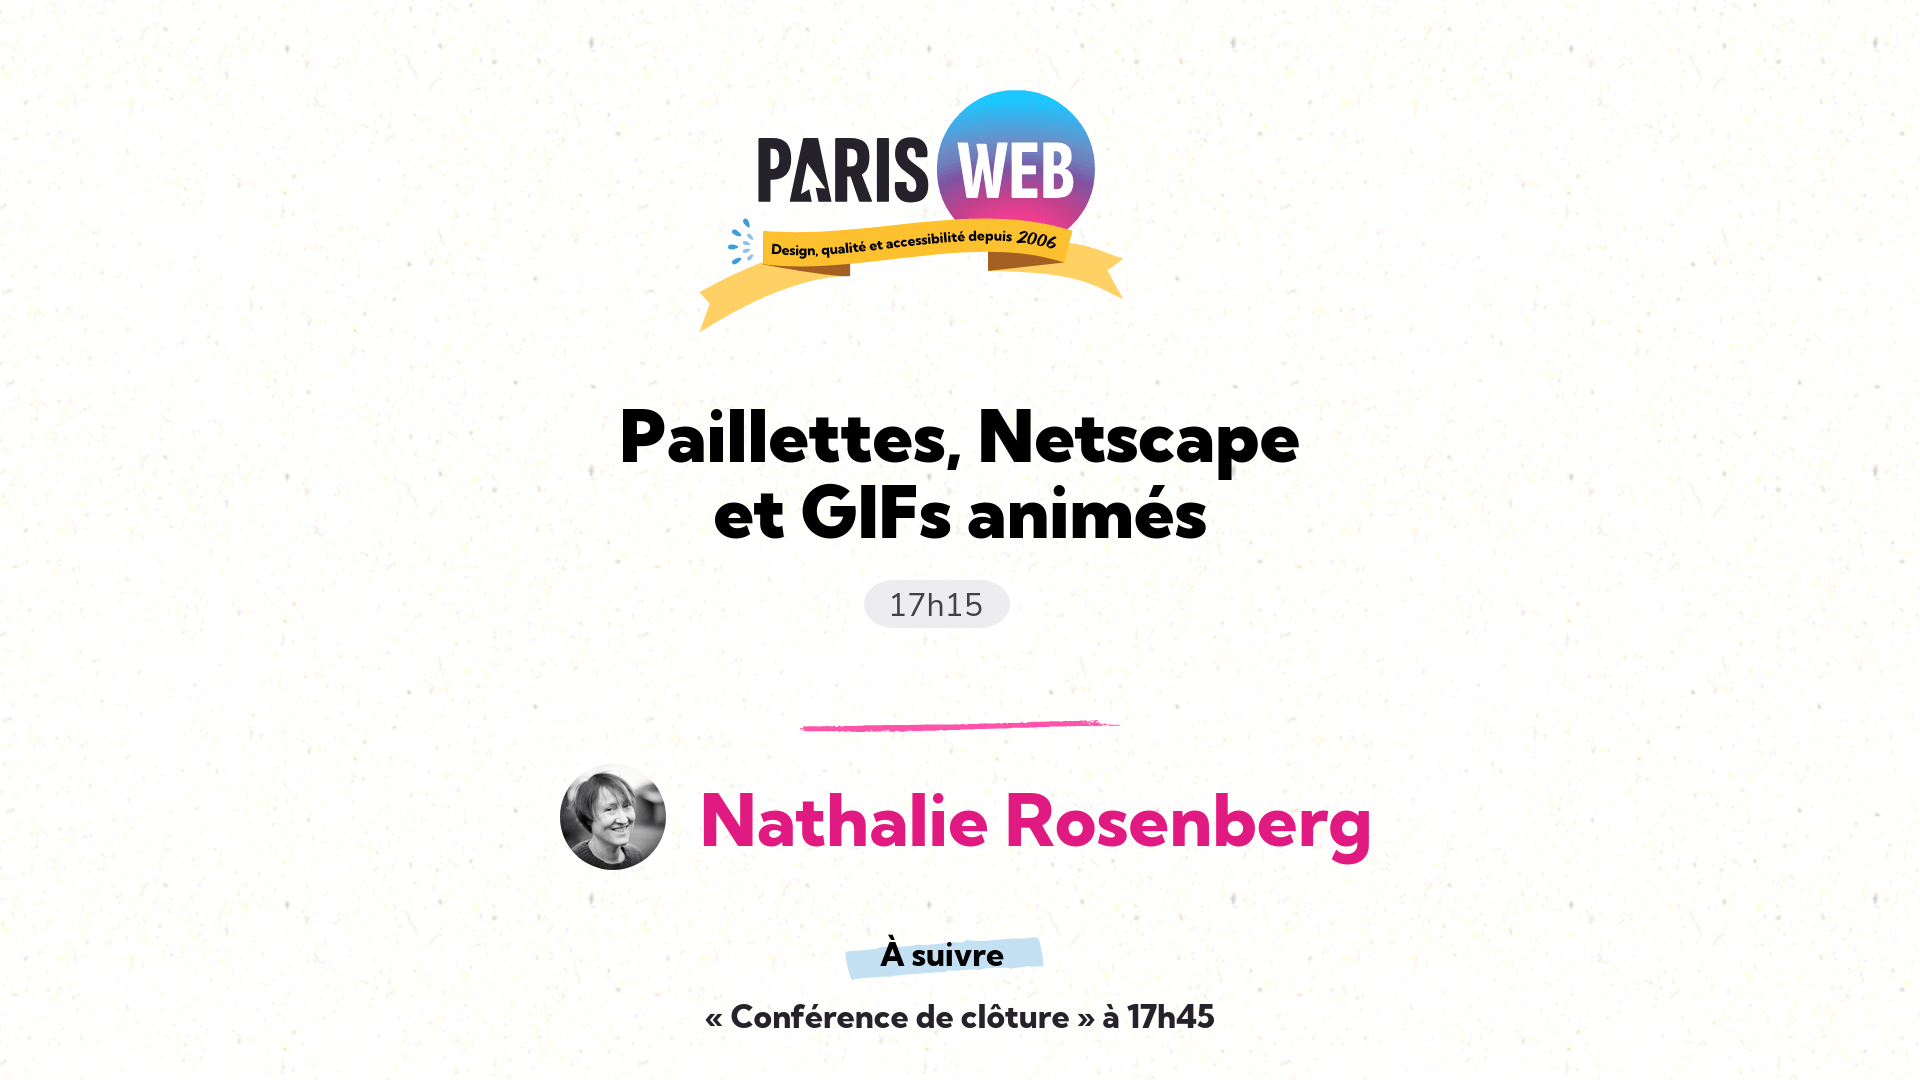 PARIS WEB
Design, qualité et accessibilité depuis 2006
Paillettes, Netscape
et GIFs animés
17h15
Nathalie Rosenberg
À suivre
« Conférence de clôture » à 17h45